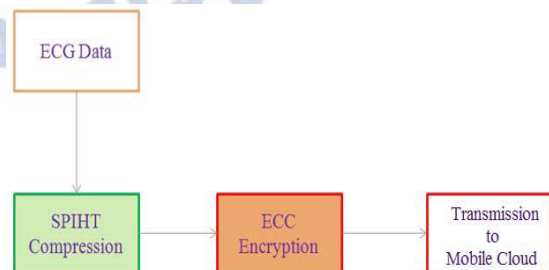 ECG Data
SPIHT
Compression
ECC
Encryption
Transmission
to
Mobile Cloud